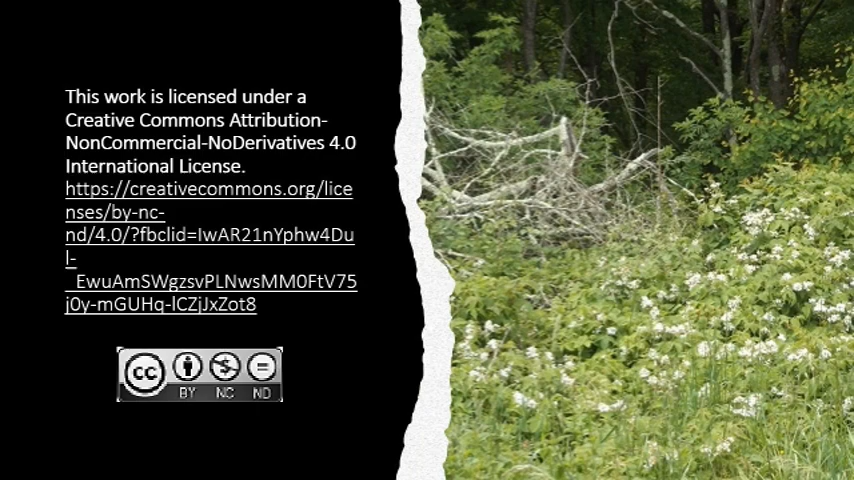 This work is licensed under a
Creative Commons Attribution-
NonCommercial-NoDerivatives 4.0
International License.
https://creativecommons.org/lice
nses/by-nc-
nd/4.0/?fbclid=IwAR21nYphw4Du
l-
_EwuAmSWgzsvPLNwsMM0FtV75
j0y-mGUHq-lCZjJxZot8
cc
BY NC ND